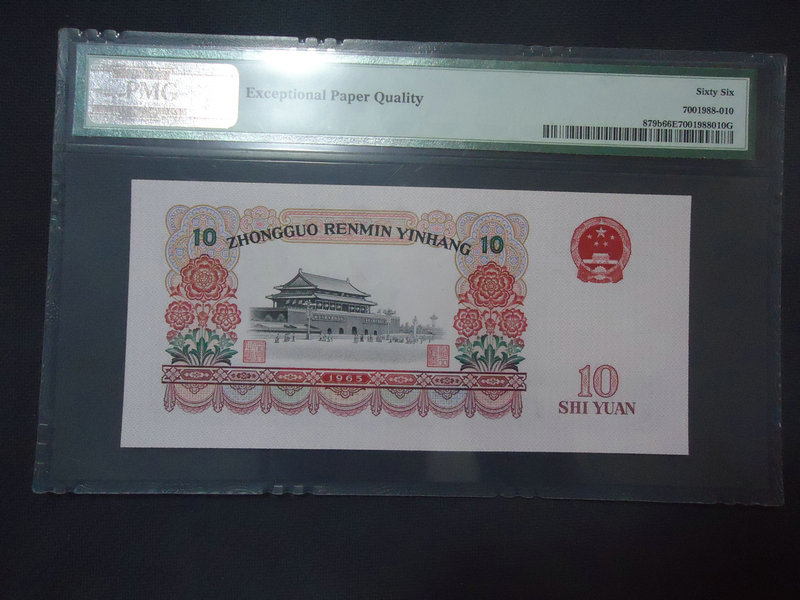 PMG
Exceptional Paper Quality
Sixty Six
7001988-010
879b66E7001988010G
10
ZHONGGUO RENMIN YINHANG
10
1965
10
SHI YUAN